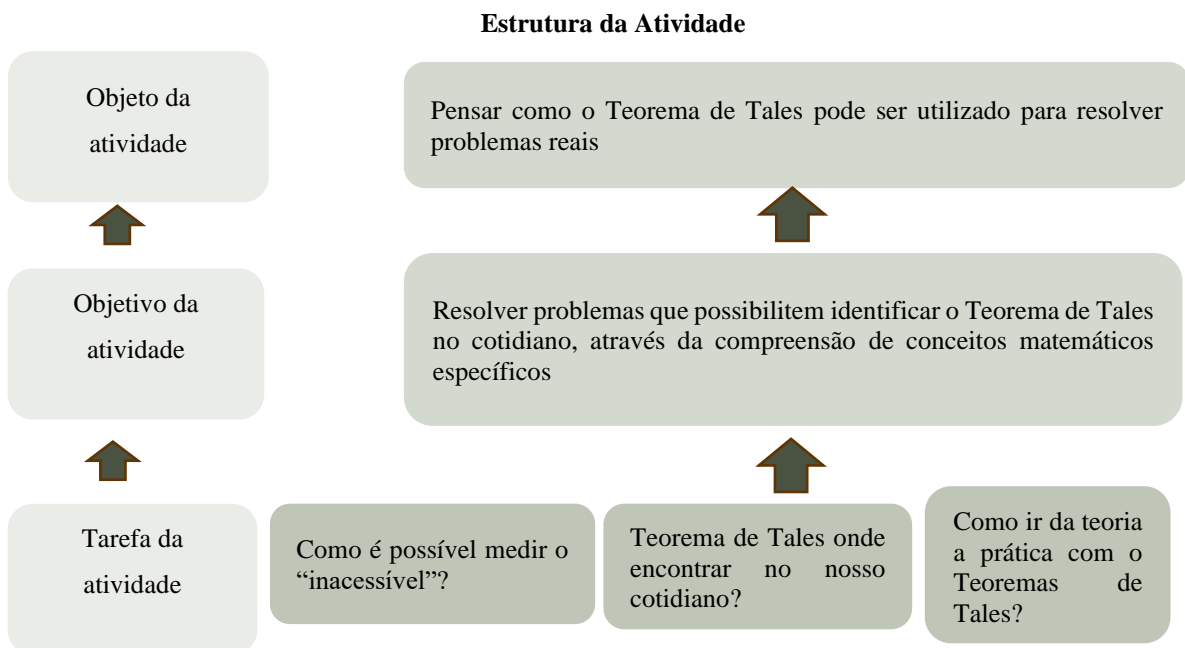 Estrutura da Atividade
Objeto da
atividade
Pensar como o Teorema de Tales pode ser utilizado para resolver
problemas reais
Objetivo da
atividade
Resolver problemas que possibilitem identificar o Teorema de Tales
no cotidiano, através da compreensão de conceitos matemáticos
específicos
Tarefa da
atividade
Como é possível medir o
“inacessível”?
Teorema de Tales onde
encontrar no nosso
cotidiano?
Como ir da teoria
a prática com o
Teoremas de
Tales?